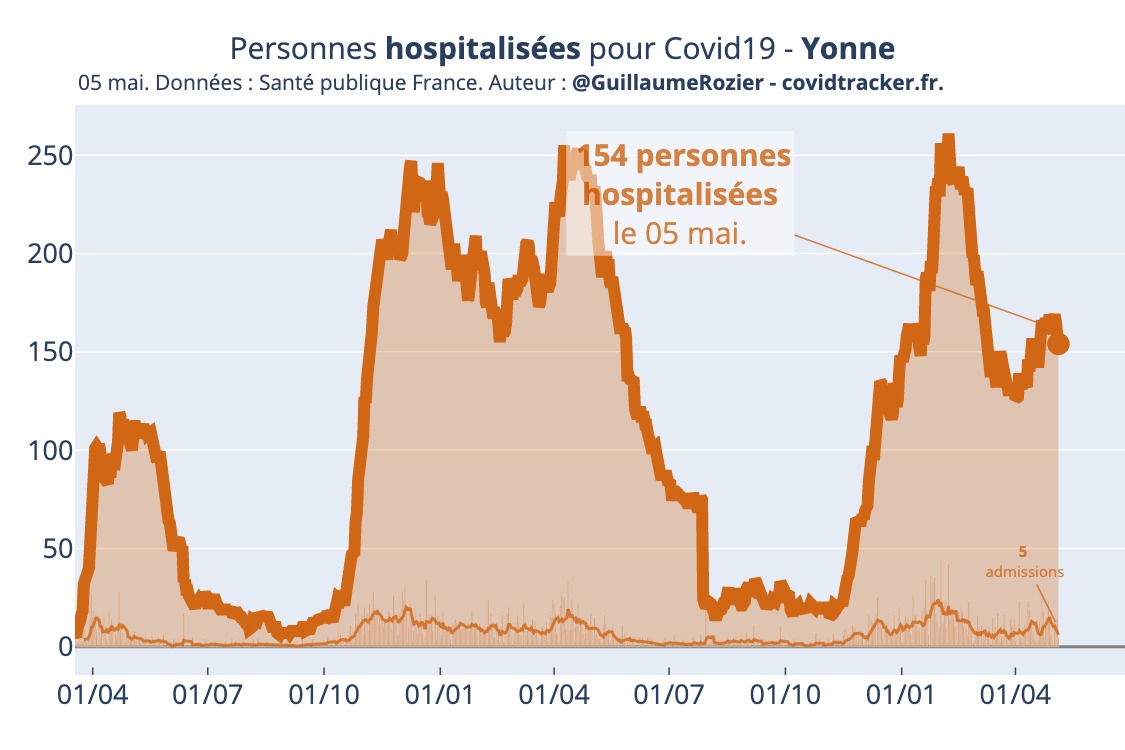 Personnes hospitalisées pour Covid19 - Yonne
05 mai. Données : Santé publique France. Auteur : @GuillaumeRozier - covidtracker.fr.
250
154 personnes
hospitalisées
le 05 mai.
200
150
100
50
5
admissions
0
01/04 01/07 01/10 01/01 01/04 01/07 01/10 01/01 01/04